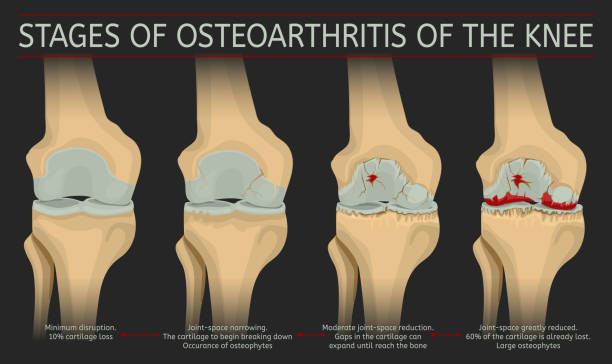 STAGES OF OSTEOARTHRITIS OF THE KNEE
Minimum disruption.
10% cartilage loss
Joint-space narrowing.
The cartilage to begin breaking down
Occurance of osteophytes
Moderate joint-space reduction.
Gaps in the cartilage can
expand until reach the bone
Joint-space greatly reduced.
60% of the cartilage is already lost.
Large osteophytes